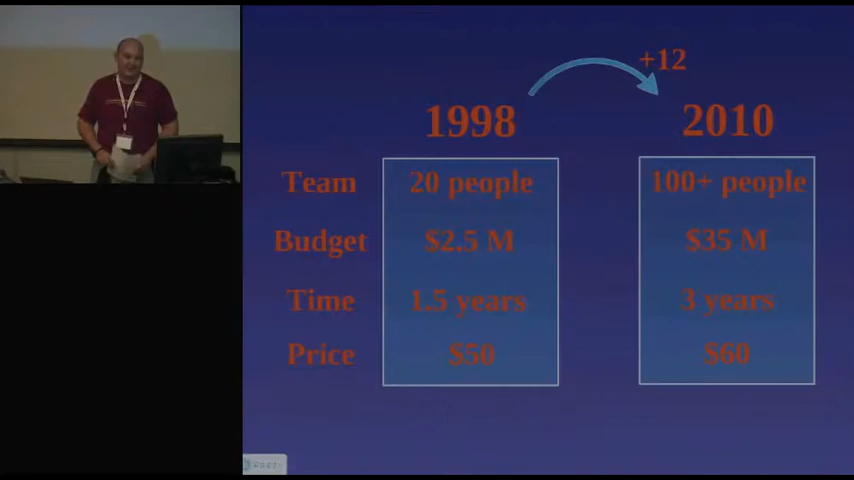 +12
1998 2010
Team 20 people 100+ people
Budget $2.5 M $35 M
Time 1.5 years 3 years
Price $50 $60